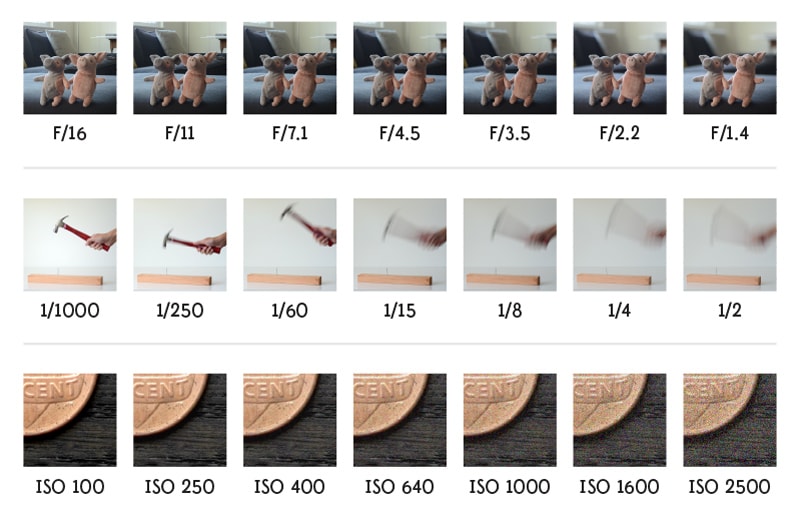 F/16 F/11 F/7.1 F/4.5 F/3.5 F/2.2 F/1.4
1/1000 1/250 1/60 1/15 1/8 1/4 1/2
CENT CENT CENT CENT CENT CENT CENT
ISO 100 ISO 250 ISO 400 ISO 640 ISO 1000 ISO 1600 ISO 2500